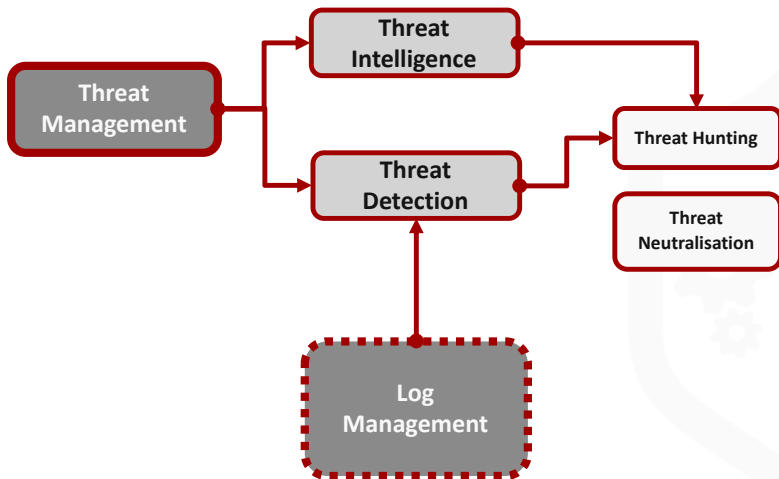 Threat
Intelligence
Threat
Management
Threat Hunting
Threat
Detection
Threat
Neutralisation
Log
Management